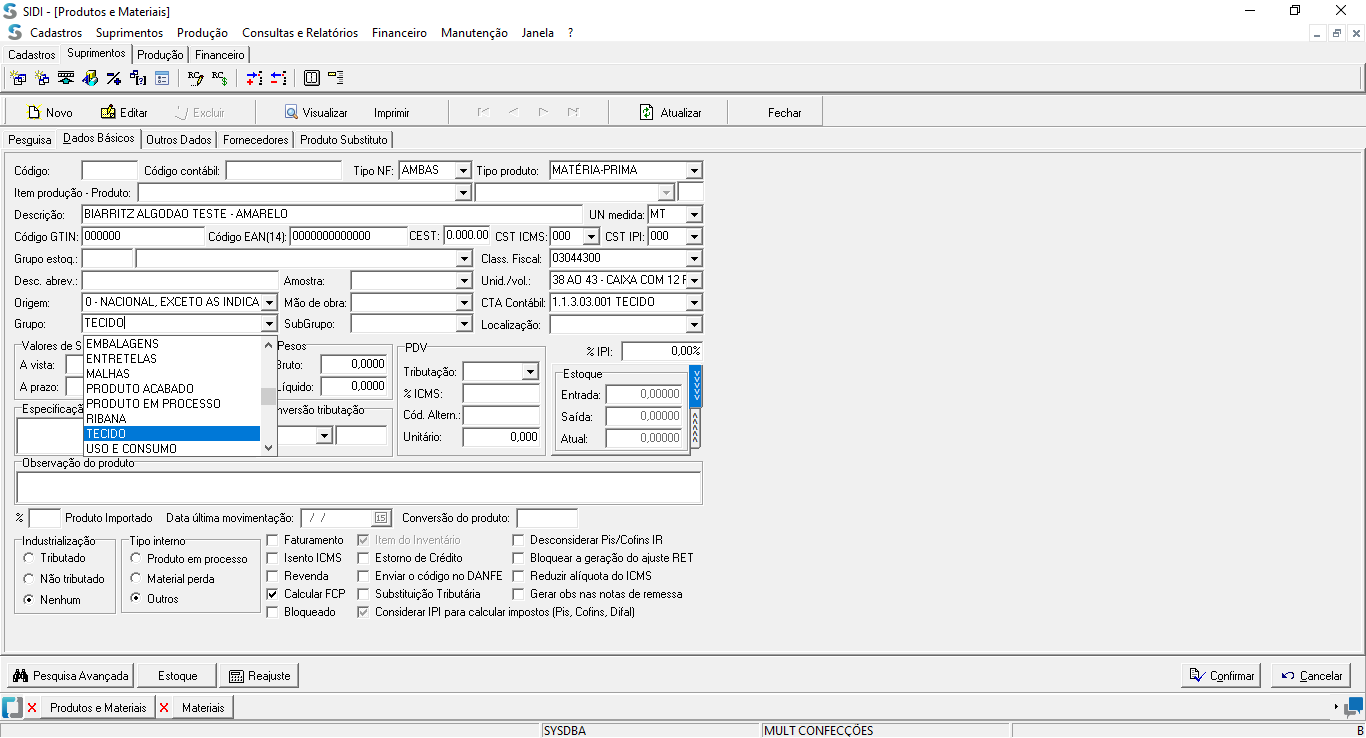 SIDI - [Produtos e Materiais]
Cadastros Suprimentos Produção Consultas e Relatórios Financeiro Manutenção Janela ?
Cadastros Suprimentos Produção Financeiro
Novo Editar Excluir Visualizar Imprimir Atualizar Fechar
Pesquisa Dados Básicos Outros Dados Fornecedores Produto Substituto
Código: Código contábil: Tipo NF: AMBAS Tipo produto: MATÉRIA-PRIMA
Item produção - Produto:
Descrição: BIARRITZ ALGODAO TESTE - AMARELO UN medida: MT
Código GTIN: 000000 Código EAN(14): 0000000000000 CEST: 0.000.00 CST ICMS: 000 CST IPI: 000
Grupo estoq.: Class. Fiscal: 03044300
Desc. abrev.: Amostra: Unid./vol.: 38 AO 43 - CAIXA COM 12 F
Origem: 0 - NACIONAL, EXCETO AS INDICA Mão de obra: CTA Contábil: 1.1.3.03.001 TECIDO
Grupo: TECIDO SubGrupo: Localização:
EMBALAGENS
ENTRETELAS
MALHAS
PRODUTO ACABADO
PRODUTO EM PROCESSO
RIBANA
TECIDO
USO E CONSUMO
Valores de S Pesos PDV % IPI: 0,00%
A vista: Bruto: 0,0000 Tributação: Estoque
A prazo: Líquido: 0,0000 % ICMS: Entrada: 0,00000
Especificaçã nversão tributação Cód. Altern.: Saída: 0,00000
Unitário: 0,000 Atual: 0,00000
Observação do produto
% Produto Importado Data última movimentação: / / 15 Conversão do produto:
Industrialização Tipo interno Faturamento Item do Inventário Desconsiderar Pis/Cofins IR
Tributado Produto em processo Isento ICMS Estorno de Crédito Bloquear a geração do ajuste RET
Não tributado Material perda Revenda Enviar o código no DANFE Reduzir alíquota do ICMS
Nenhum Outros Calcular FCP Substituição Tributária Gerar obs nas notas de remessa
Bloqueado Considerar IPI para calcular impostos (Pis, Cofins, Difal)
Pesquisa Avançada Estoque Reajuste Confirmar Cancelar
Produtos e Materiais Materiais
SYSDBA MULT CONFECÇÕES B